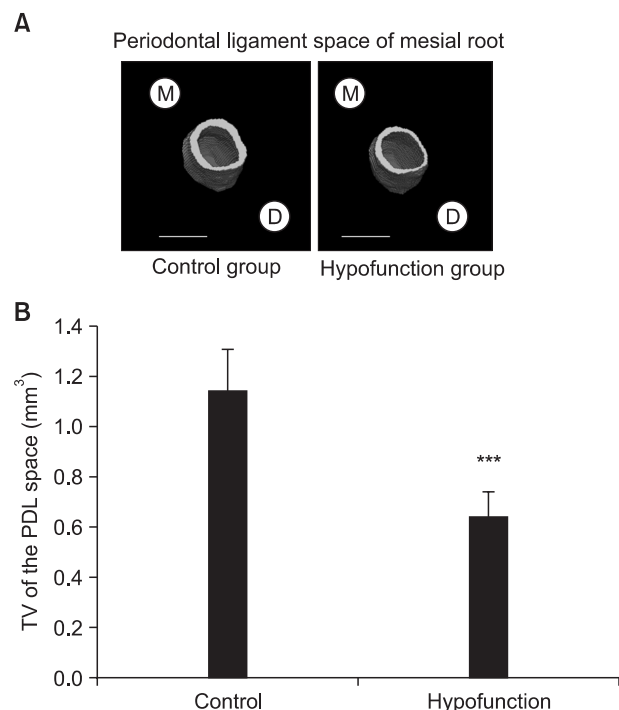 A
Periodontal ligament space of mesial root
M
D
M
D
Control group
Hypofunction group
B
TV of the PDL space (mm³)
1.4
1.2
1.0
0.8
0.6
0.4
0.2
0.0
***
Control
Hypofunction